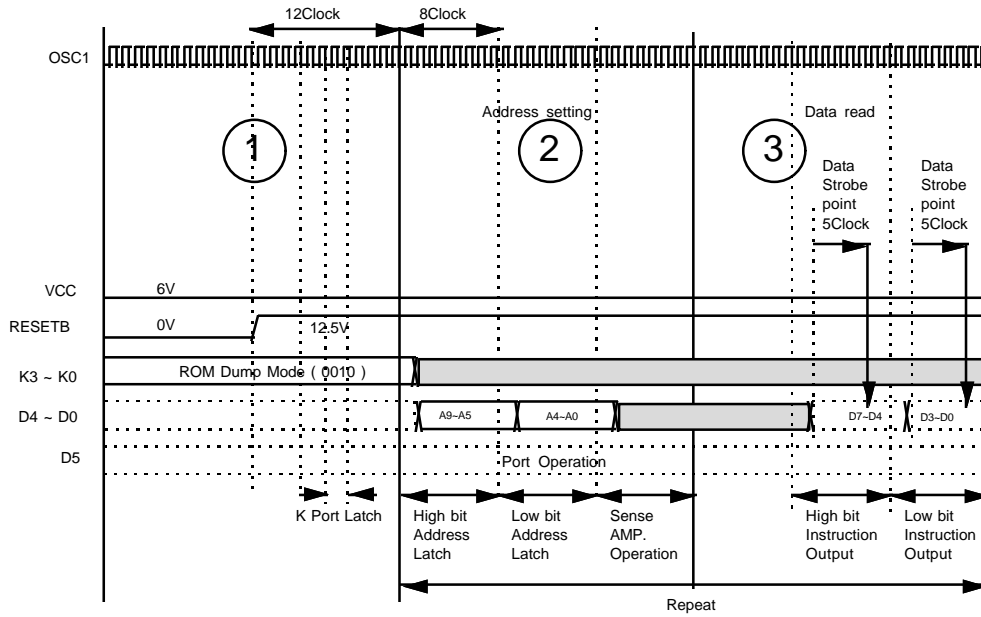 12Clock
8Clock
OSC1
Address setting
Data read
1
2
3
Data
Strobe
point
5Clock
Data
Strobe
point
5Clock
VCC
6V
RESETB
0V
12.5V
K3 ~ K0
ROM Dump Mode ( 0010 )
D4 ~ D0
A9~A5
A4~A0
D7~D4
D3~D0
D5
Port Operation
K Port Latch
High bit
Address
Latch
Low bit
Address
Latch
Sense
AMP.
Operation
High bit
Instruction
Output
Low bit
Instruction
Output
Repeat